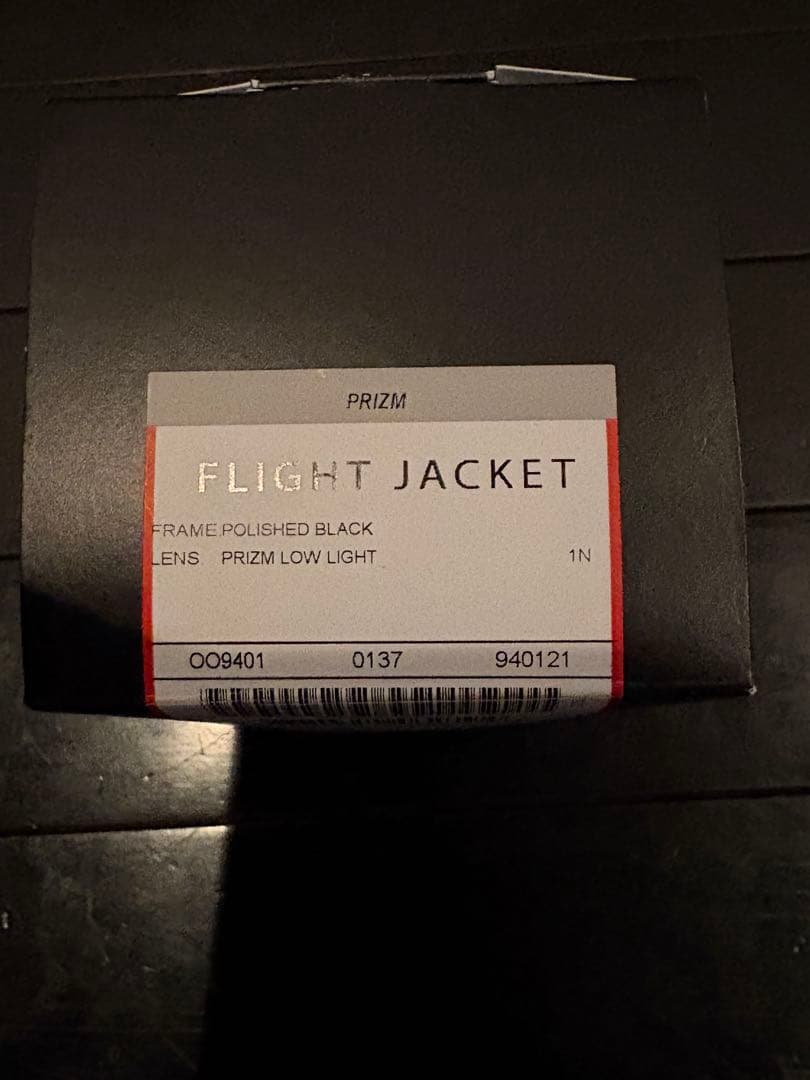 PRIZM
FLIGHT JACKET
FRAME:POLISHED BLACK
LENS PRIZM LOW LIGHT 1N
OO9401 0137 940121